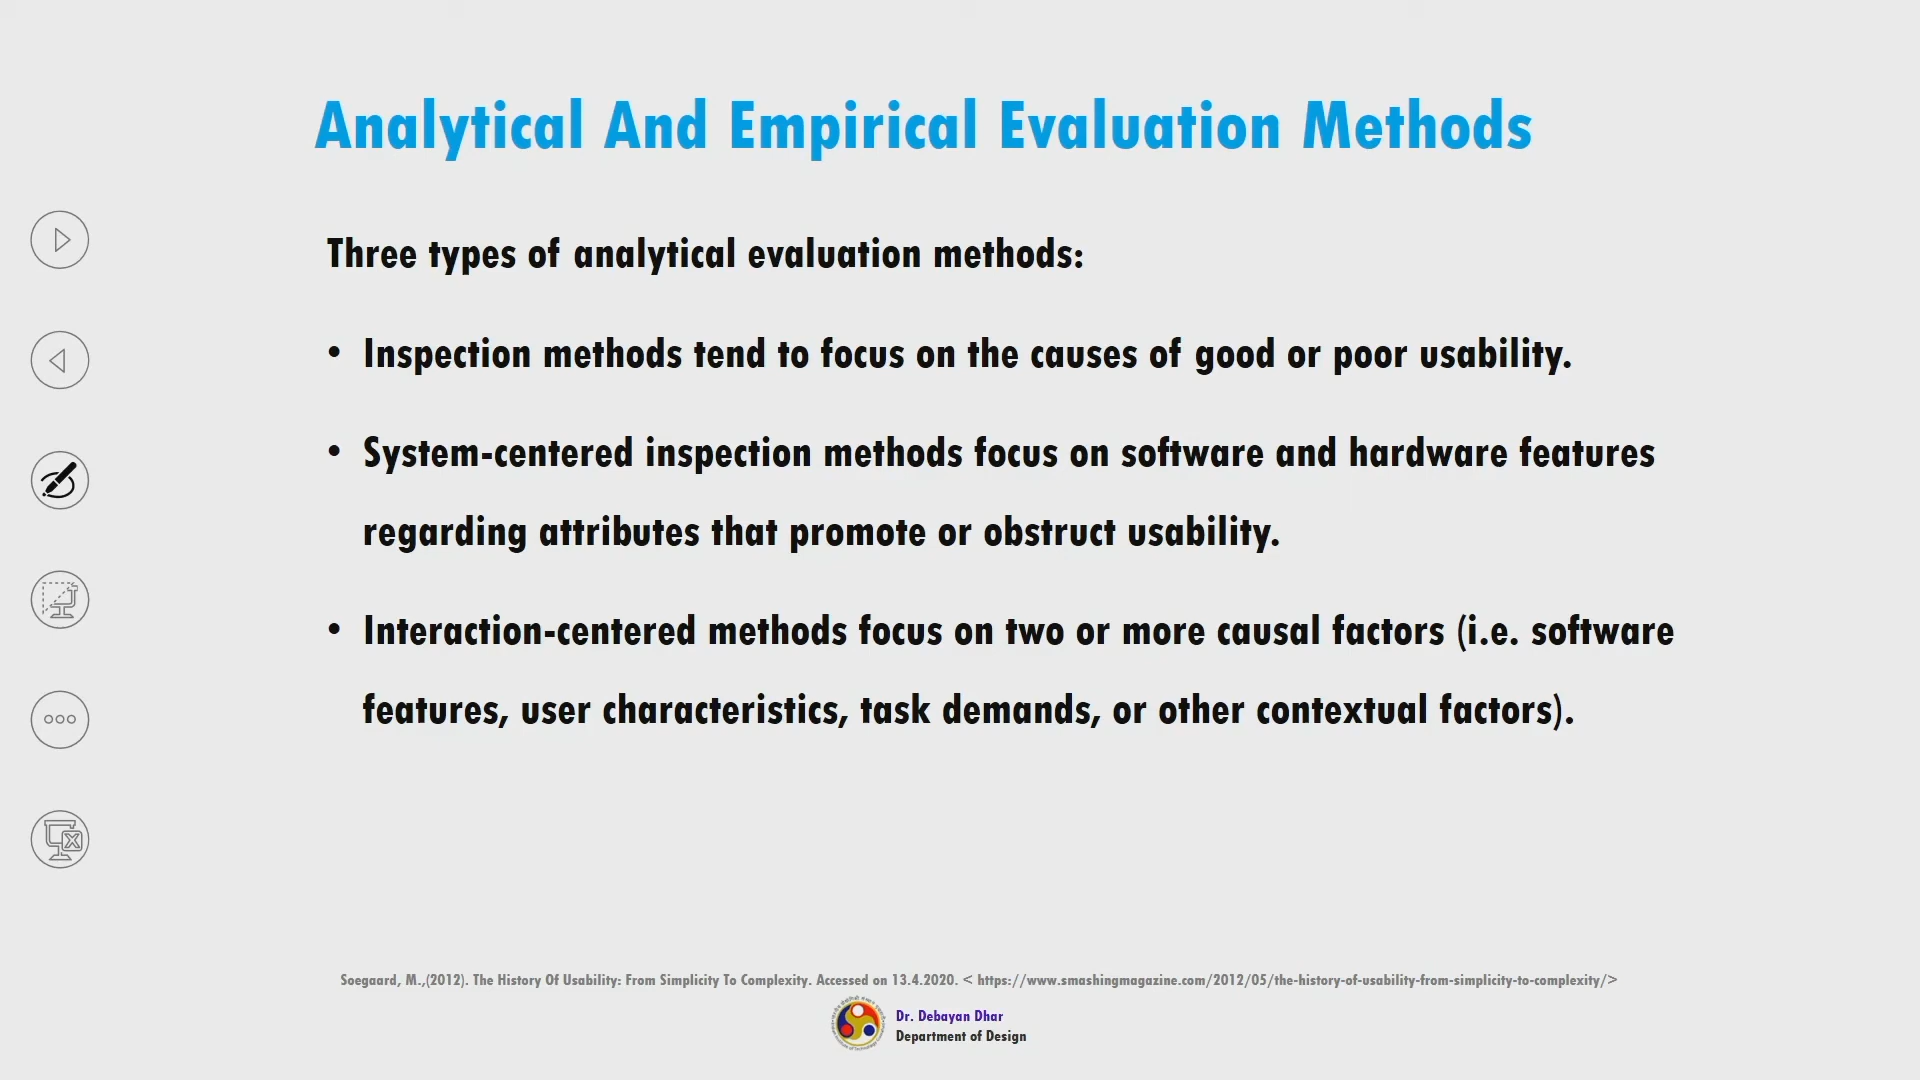 Analytical And Empirical Evaluation Methods
Three types of analytical evaluation methods:
• Inspection methods tend to focus on the causes of good or poor usability.
• System-centered inspection methods focus on software and hardware features
regarding attributes that promote or obstruct usability.
• Interaction-centered methods focus on two or more causal factors (i.e. software
features, user characteristics, task demands, or other contextual factors).
Soegaard, M.,(2012). The History Of Usability: From Simplicity To Complexity. Accessed on 13.4.2020. < https://www.smashingmagazine.com/2012/05/the-history-of-usability-from-simplicity-to-complexity/>
Dr. Debayan Dhar
Department of Design